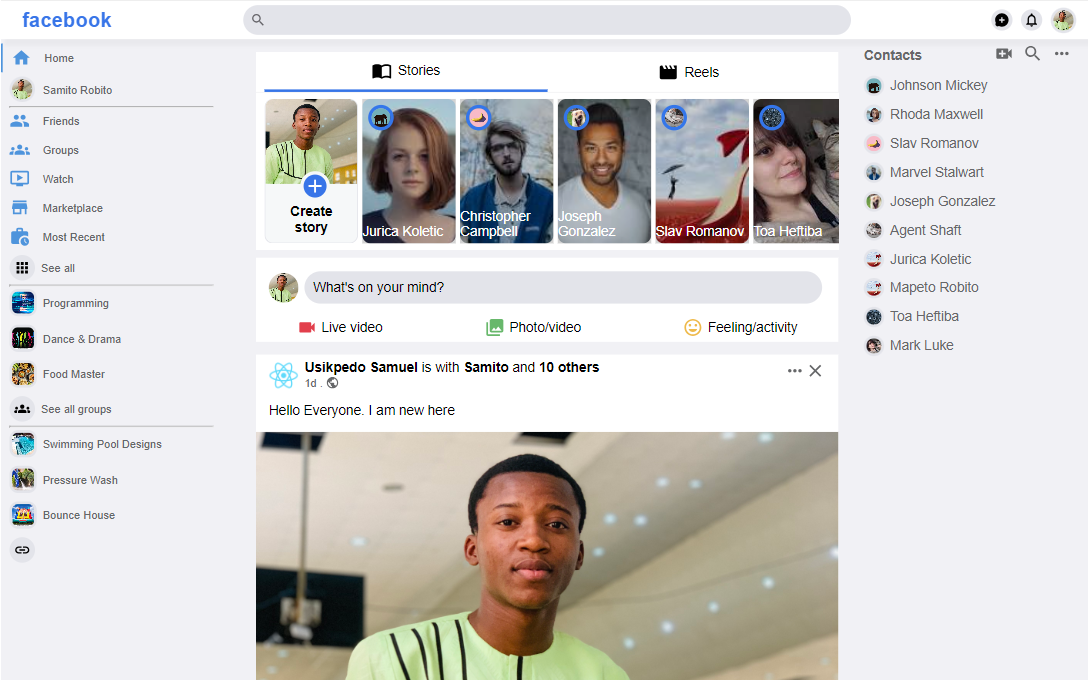 facebook
Home
Samito Robito
Friends
Groups
Watch
Marketplace
Most Recent
See all
Programming
Dance & Drama
Food Master
See all groups
Swimming Pool Designs
Pressure Wash
Bounce House
Stories
Reels
Create
story
Jurica Koletic
Christopher
Campbell
Joseph
Gonzalez
Slav Romanov
Toa Heftiba
What's on your mind?
Live video
Photo/video
Feeling/activity
Usikpedo Samuel is with Samito and 10 others
1d .
Hello Everyone. I am new here
Contacts
Johnson Mickey
Rhoda Maxwell
Slav Romanov
Marvel Stalwart
Joseph Gonzalez
Agent Shaft
Jurica Koletic
Mapeto Robito
Toa Heftiba
Mark Luke